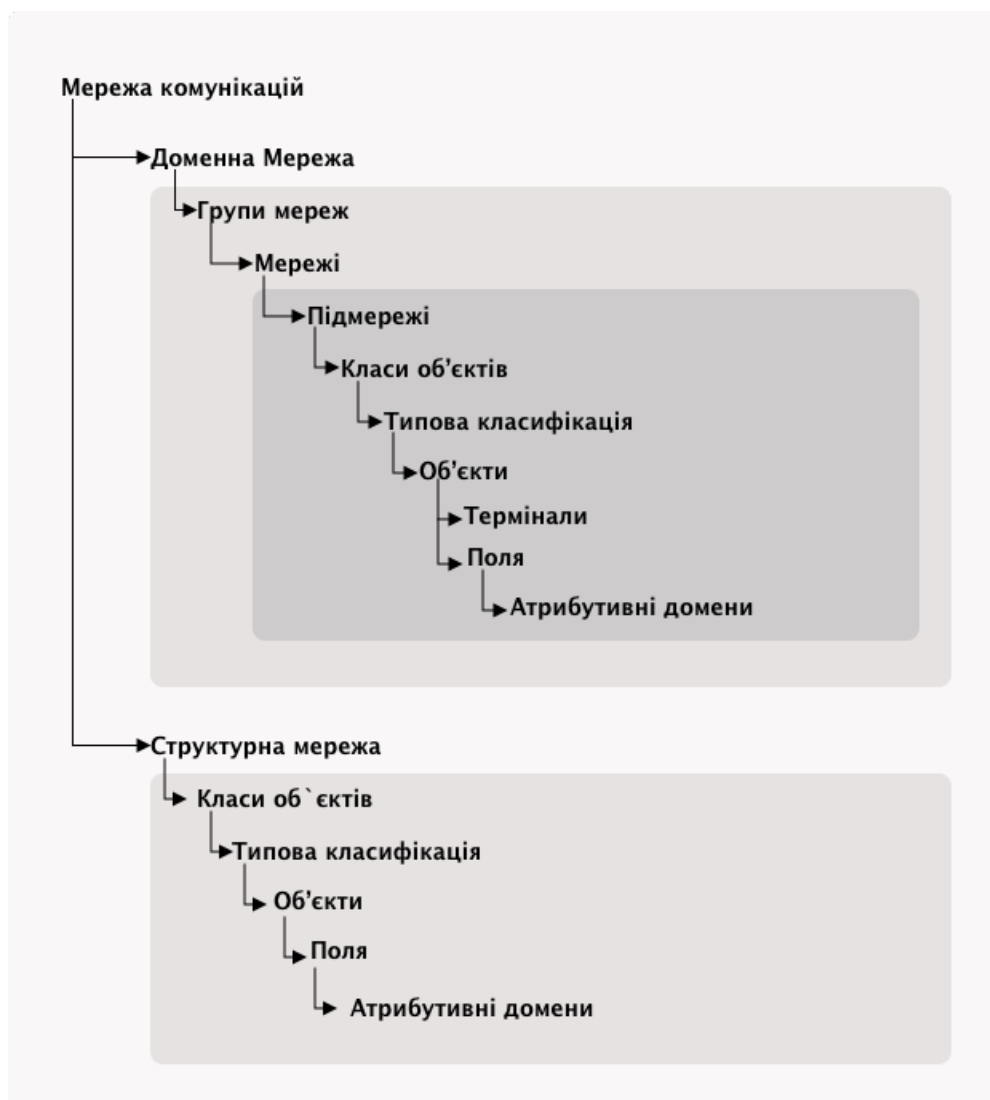 Мережа комунікацій
Доменна Мережа
Групи мереж
Мережі
Підмережі
Класи об'єктів
Типова класифікація
Об'єкти
Термінали
Поля
Атрибутивні домени
Структурна мережа
Класи об`єктів
Типова класифікація
Об'єкти
Поля
Атрибутивні домени